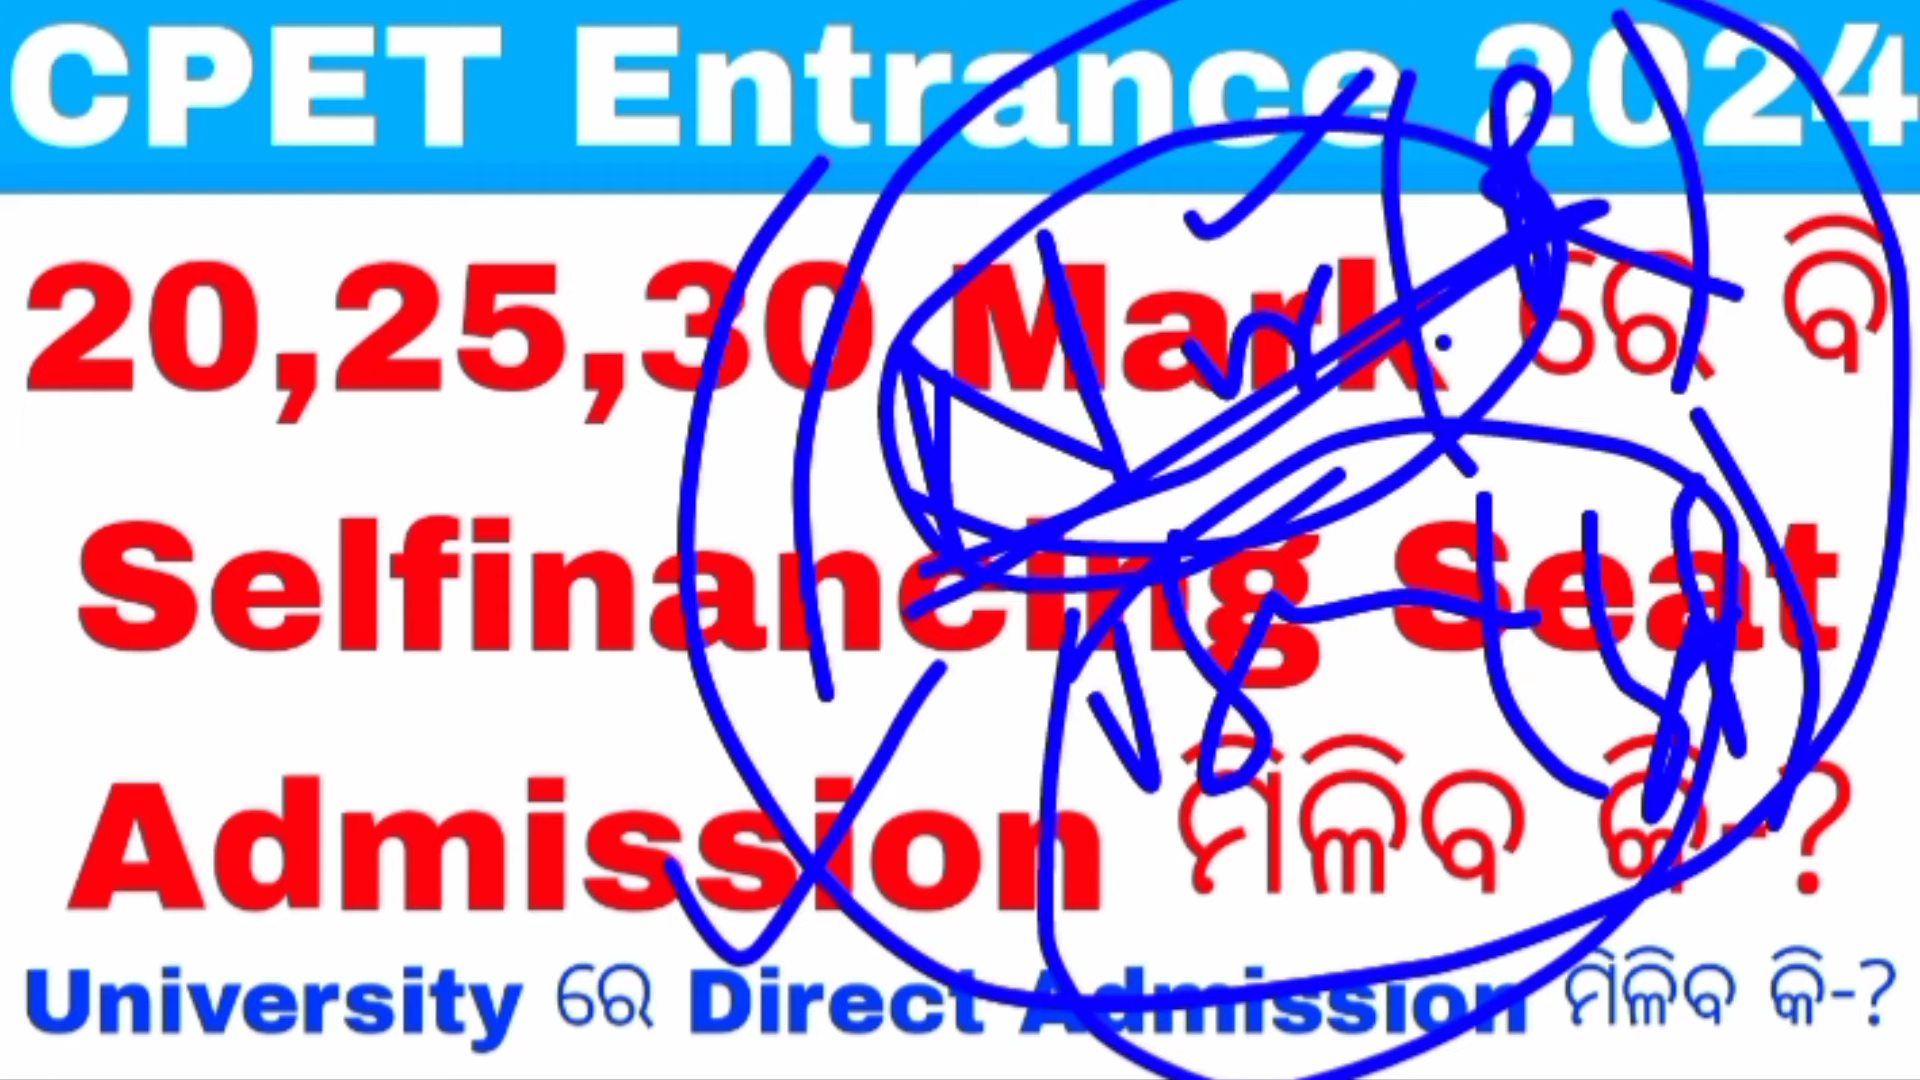 CPET Entrance 2024
20,25,30 Mark ରେ ବି
Selfinancing Seat
Admission ମିଳିବ କି-?
University ରେ Direct Admission ମିଳିବ କି-?